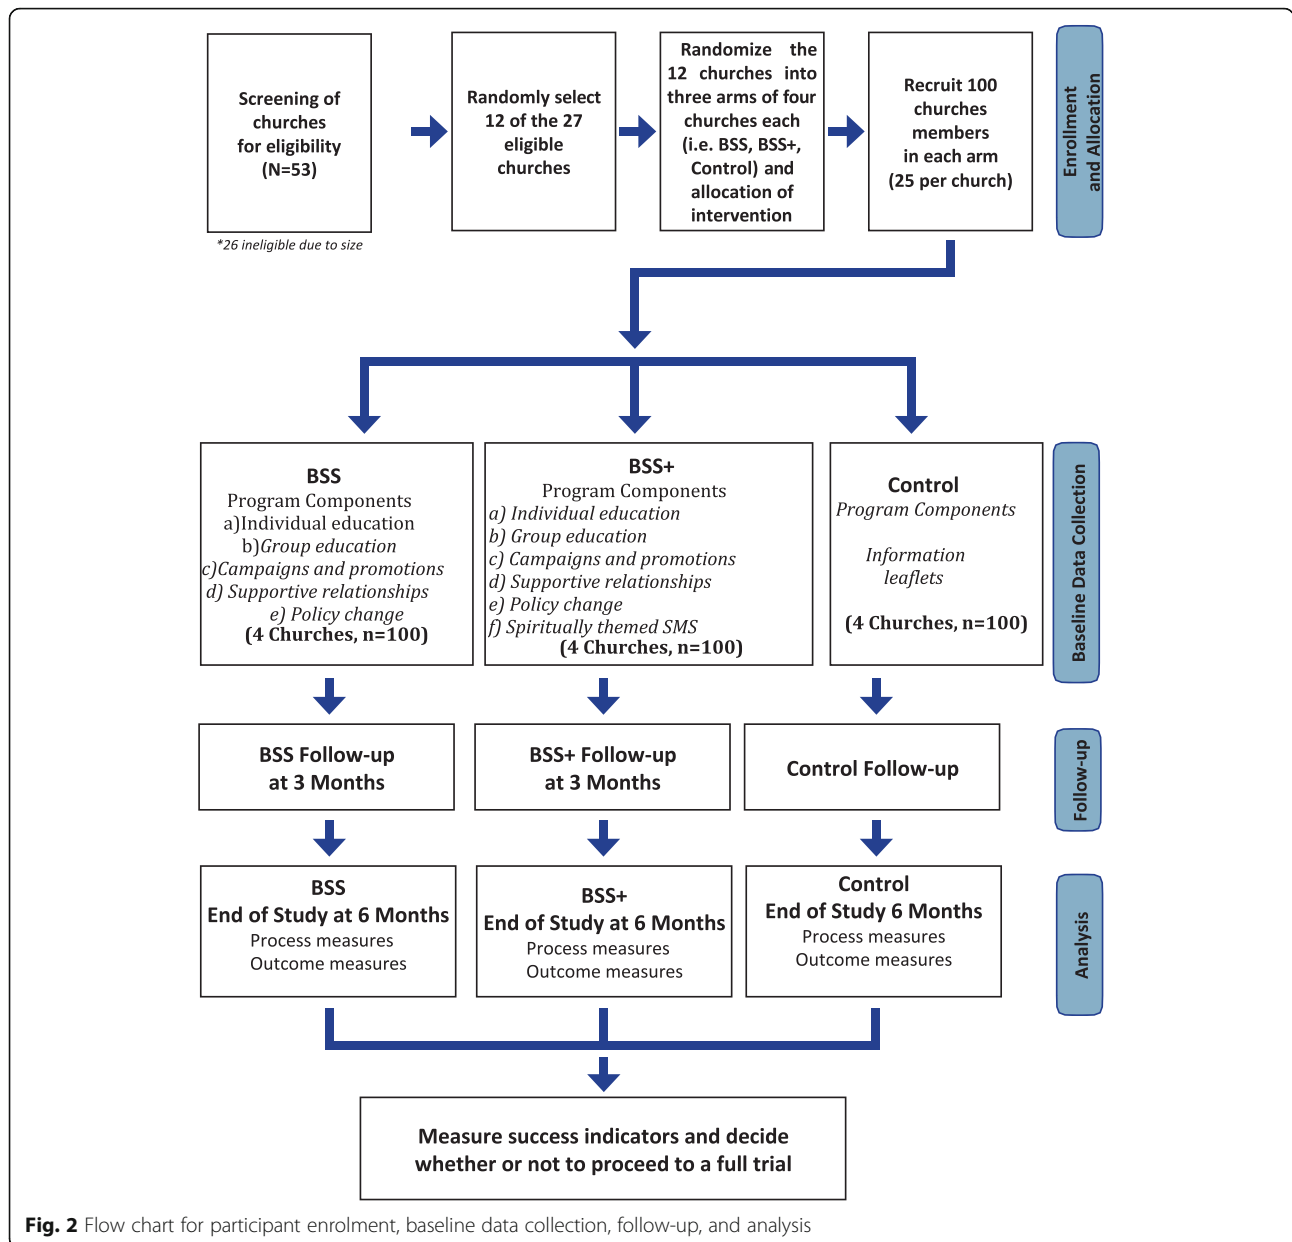 Screening of
churches
for eligibility
(N=53)
*26 ineligible due to size
Randomly select
12 of the 27
eligible
churches
Randomize the
12 churches into
three arms of four
churches each
(i.e. BSS, BSS+,
Control) and
allocation of
intervention
Recruit 100
churches
members
in each arm
(25 per church)
Enrollment
and Allocation
BSS
Program Components
a)Individual education
b)Group education
c)Campaigns and promotions
d) Supportive relationships
e) Policy change
(4 Churches, n=100)
BSS+
Program Components
a) Individual education
b) Group education
c) Campaigns and promotions
d) Supportive relationships
e) Policy change
f) Spiritually themed SMS
(4 Churches, n=100)
Control
Program Components
Information
leaflets
(4 Churches, n=100)
Baseline Data Collection
BSS Follow-up
at 3 Months
BSS+ Follow-up
at 3 Months
Control Follow-up
Follow-up
BSS
End of Study at 6 Months
Process measures
Outcome measures
BSS+
End of Study at 6 Months
Process measures
Outcome measures
Control
End of Study 6 Months
Process measures
Outcome measures
Analysis
Measure success indicators and decide
whether or not to proceed to a full trial
Fig. 2 Flow chart for participant enrolment, baseline data collection, follow-up, and analysis